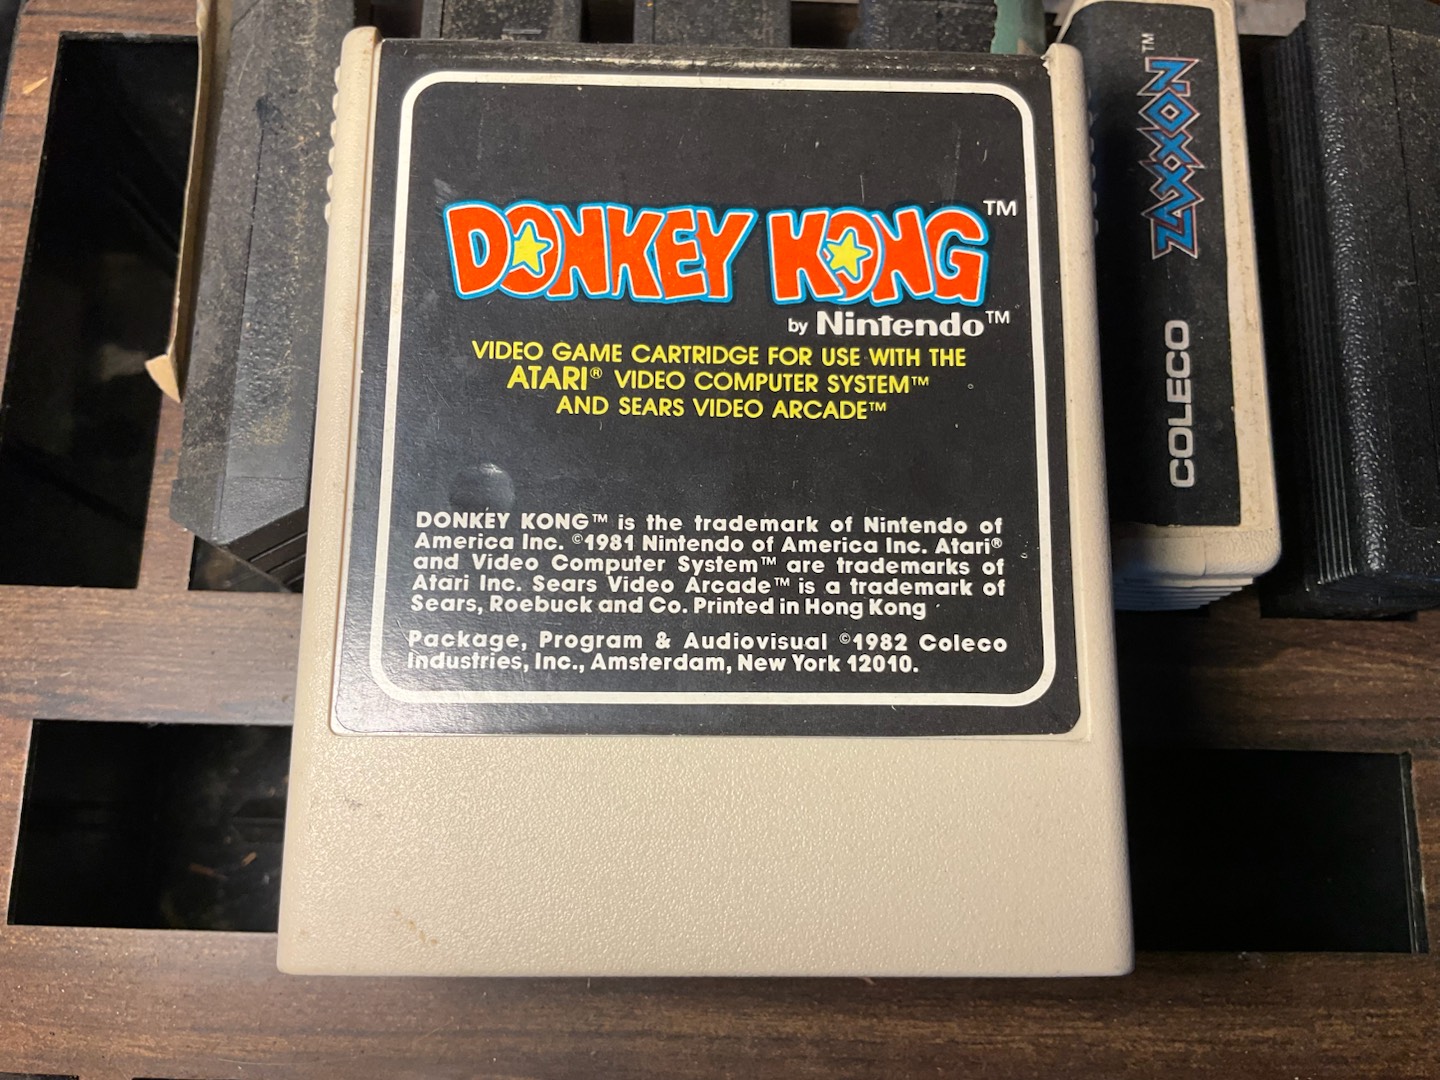 DONKEY KONG™
by Nintendo™
VIDEO GAME CARTRIDGE FOR USE WITH THE
ATARI® VIDEO COMPUTER SYSTEM™
AND SEARS VIDEO ARCADE™
DONKEY KONG™ is the trademark of Nintendo of
America Inc. ©1981 Nintendo of America Inc. Atari®
and Video Computer System™ are trademarks of
Atari Inc. Sears Video Arcade™ is a trademark of
Sears, Roebuck and Co. Printed in Hong Kong
Package, Program & Audiovisual ©1982 Coleco
Industries, Inc., Amsterdam, New York 12010.
COLECO ZAXXON™